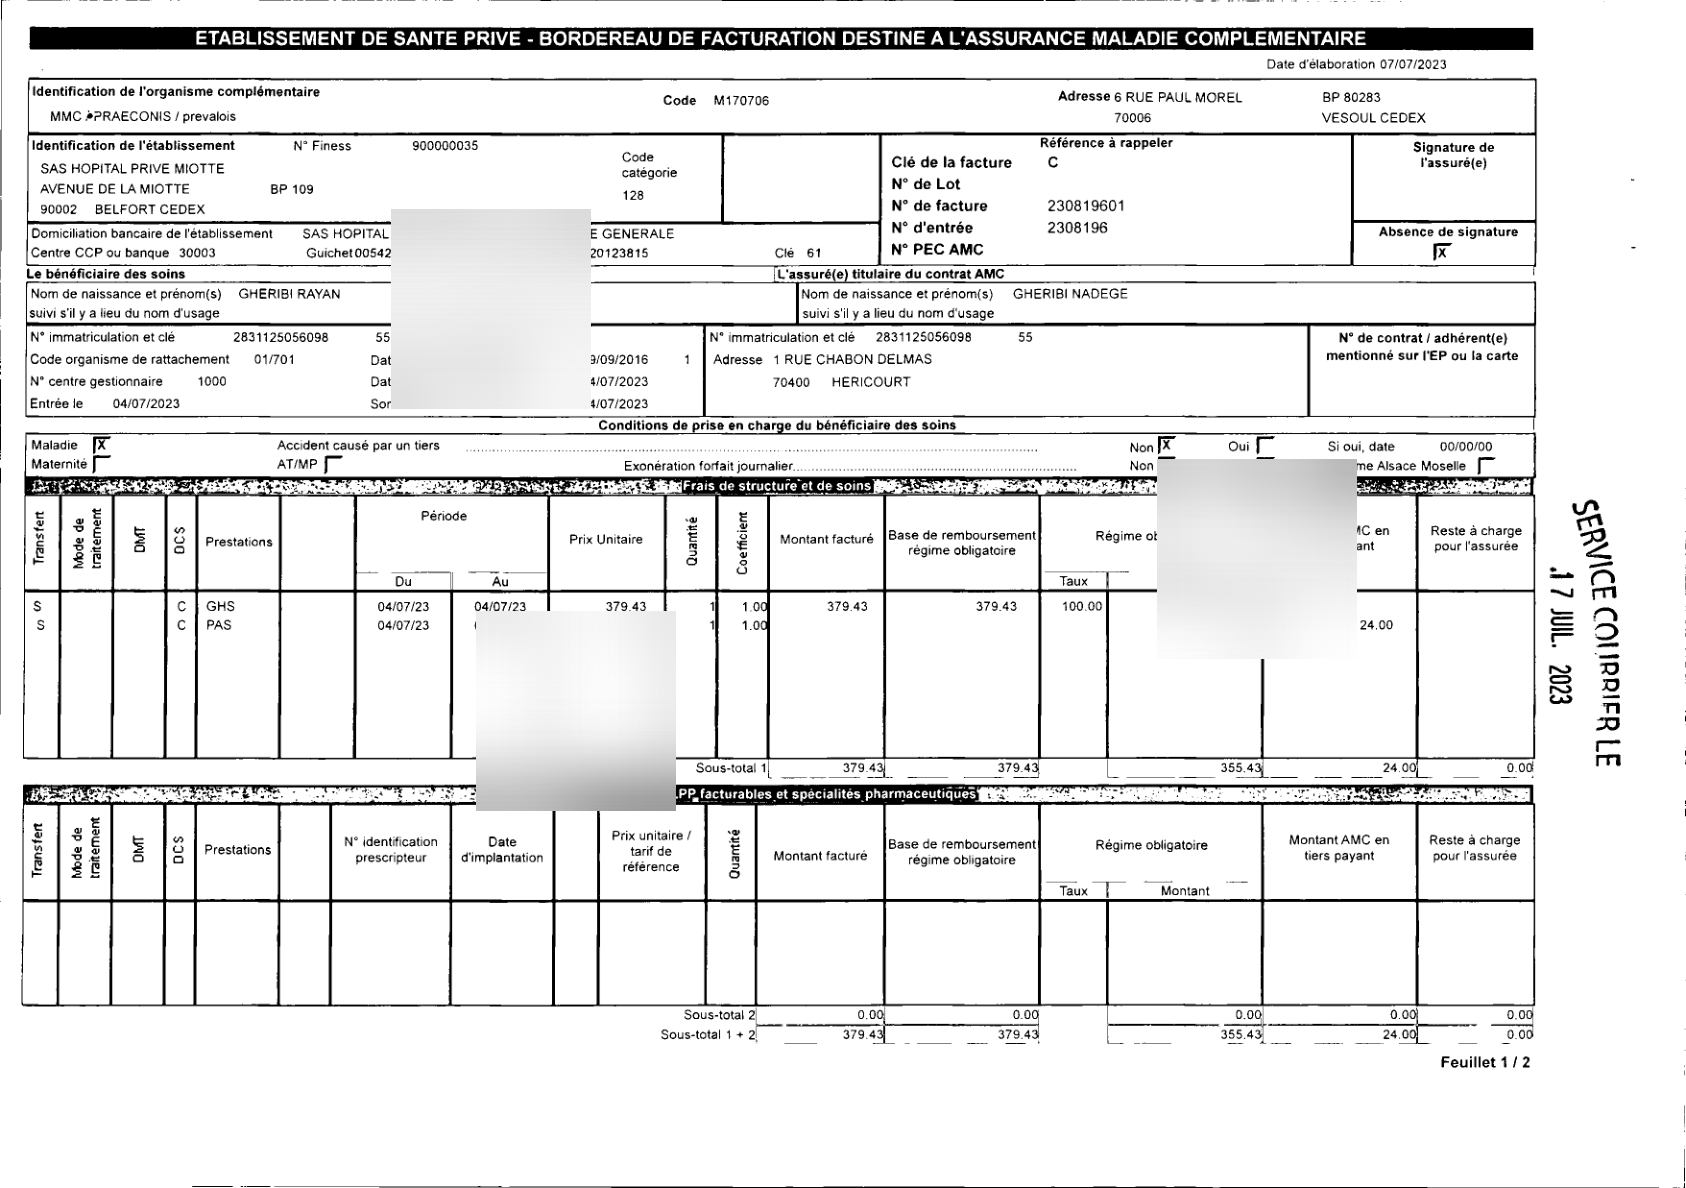 ETABLISSEMENT DE SANTE PRIVE - BORDEREAU DE FACTURATION DESTINE A L'ASSURANCE MALADIE COMPLEMENTAIRE
Date d'élaboration 07/07/2023
Identification de l'organisme complémentaire
Code M170706
Adresse 6 RUE PAUL MOREL BP 80283
MMC PRAECONIS / prevalois
70006 VESOUL CEDEX
Identification de l'établissement N° Finess 900000035
SAS HOPITAL PRIVE MIOTTE
AVENUE DE LA MIOTTE BP 109
90002 BELFORT CEDEX
Code
catégorie
128
Référence à rappeler
Clé de la facture C
N° de Lot
N° de facture 230819601
N° d'entrée 2308196
N° PEC AMC
Signature de
l'assuré(e)
Absence de signature
X
Domiciliation bancaire de l'établissement SAS HOPITAL E GENERALE
Centre CCP ou banque 30003 Guichet 00542 20123815 Clé 61
Le bénéficiaire des soins
L'assuré(e) titulaire du contrat AMC
Nom de naissance et prénom(s) GHERIBI RAYAN
suivi s'il y a lieu du nom d'usage
Nom de naissance et prénom(s) GHERIBI NADEGE
suivi s'il y a lieu du nom d'usage
N° immatriculation et clé 2831125056098 55
Code organisme de rattachement 01/701 Dat 9/09/2016 1
N° centre gestionnaire 1000 Dat 4/07/2023
Entrée le 04/07/2023 Sor 4/07/2023
N° immatriculation et clé 2831125056098 55
Adresse 1 RUE CHABON DELMAS
70400 HERICOURT
N° de contrat / adhérent(e)
mentionné sur l'EP ou la carte
Conditions de prise en charge du bénéficiaire des soins
Maladie X Accident causé par un tiers Non X Oui Si oui, date 00/00/00
Maternité AT/MP Exonération forfait journalier Non me Alsace Moselle
Frais de structure et de soins
Transfert
Mode de traitement
DMT
DCS
Prestations
Période
Du
Au
Prix Unitaire
Quantité
Coefficient
Montant facturé
Base de remboursement
régime obligatoire
Régime ob
Taux
MC en
ant
Reste à charge
pour l'assurée
S C GHS 04/07/23 04/07/23 379.43 1 1.00 379.43 379.43 100.00
S C PAS 04/07/23 1 1.00 24.00
Sous-total 1 379.43 379.43 355.43 24.00 0.00
PP facturables et spécialités pharmaceutiques
Transfert
Mode de traitement
DMT
DCS
Prestations
N° identification
prescripteur
Date
d'implantation
Prix unitaire /
tarif de
référence
Quantité
Montant facturé
Base de remboursement
régime obligatoire
Régime obligatoire
Taux
Montant
Montant AMC en
tiers payant
Reste à charge
pour l'assurée
Sous-total 2 0.00 0.00 0.00 0.00 0.00
Sous-total 1 + 2 379.43 379.43 355.43 24.00 0.00
Feuillet 1 / 2
SERVICE COURRIER LE
17 JUIL. 2023